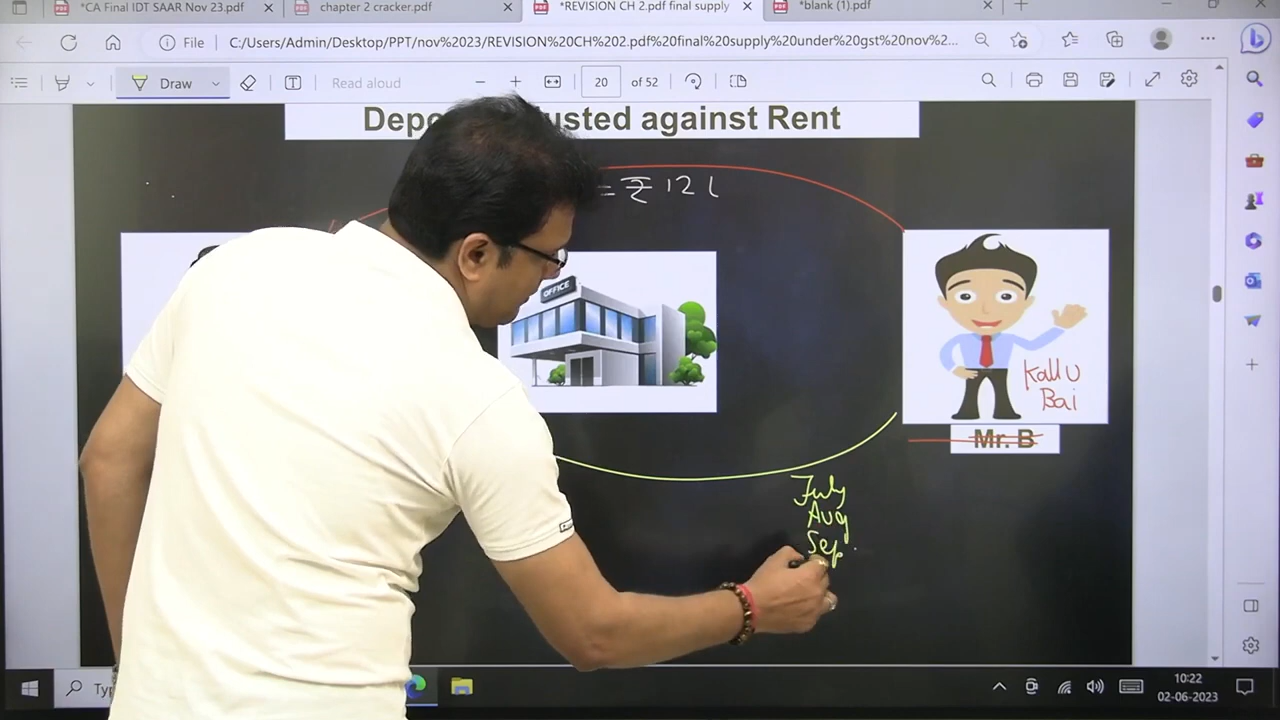 *CA Final IDT SAAR Nov 23.pdf
chapter 2 cracker.pdf
*REVISION CH 2.pdf final supply
*blank (1).pdf
File
C:/Users/Admin/Desktop/PPT/nov%2023/REVISION%20CH%202.pdf%20final%20supply%20under%20gst%20nov%2...
Draw
Read aloud
20
of 52
against Rent
= ₹ 12 L
OFFICE
Kallu
Bai
Mr. B
July
Aug
Sep.
10:22
02-06-2023